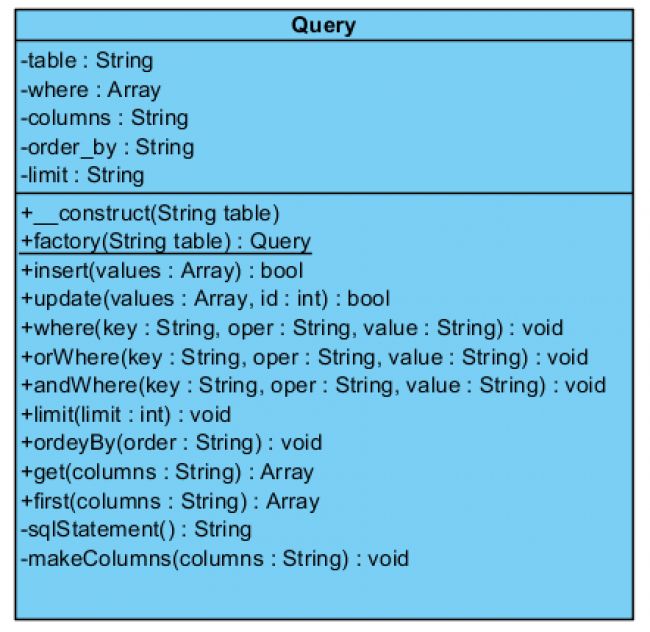 Query
-table : String
-where : Array
-columns : String
-order_by : String
-limit : String
+__construct(String table)
+factory(String table) : Query
+insert(values : Array) : bool
+update(values : Array, id : int) : bool
+where(key : String, oper : String, value : String) : void
+orWhere(key : String, oper : String, value : String) : void
+andWhere(key : String, oper : String, value : String) : void
+limit(limit : int) : void
+ordeyBy(order : String) : void
+get(columns : String) : Array
+first(columns : String) : Array
-sqlStatement() : String
-makeColumns(columns : String) : void